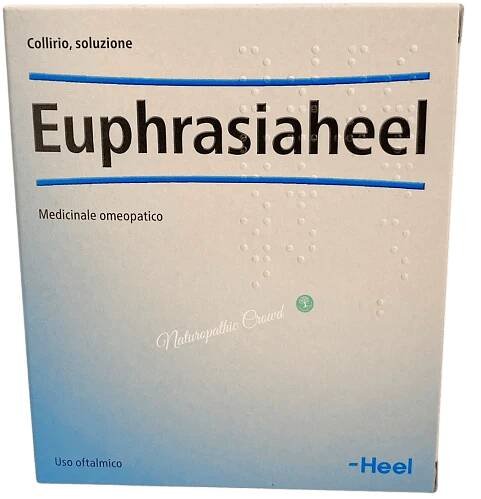 Collirio, soluzione
Euphrasiaheel
Medicinale omeopatico
Naturopathic Crowd
Uso oftalmico
-Heel